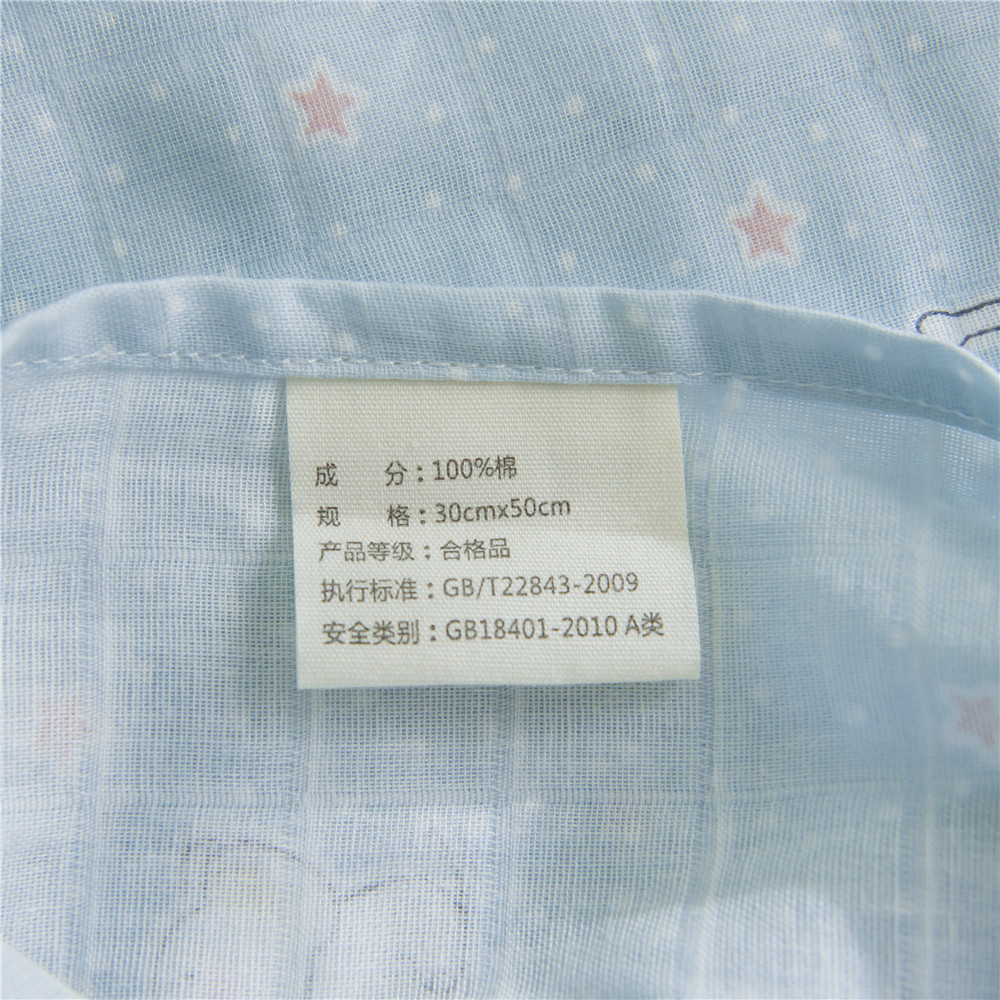 成 分：100%棉
规 格：30cmx50cm
产品等级：合格品
执行标准：GB/T22843-2009
安全类别：GB18401-2010 A类